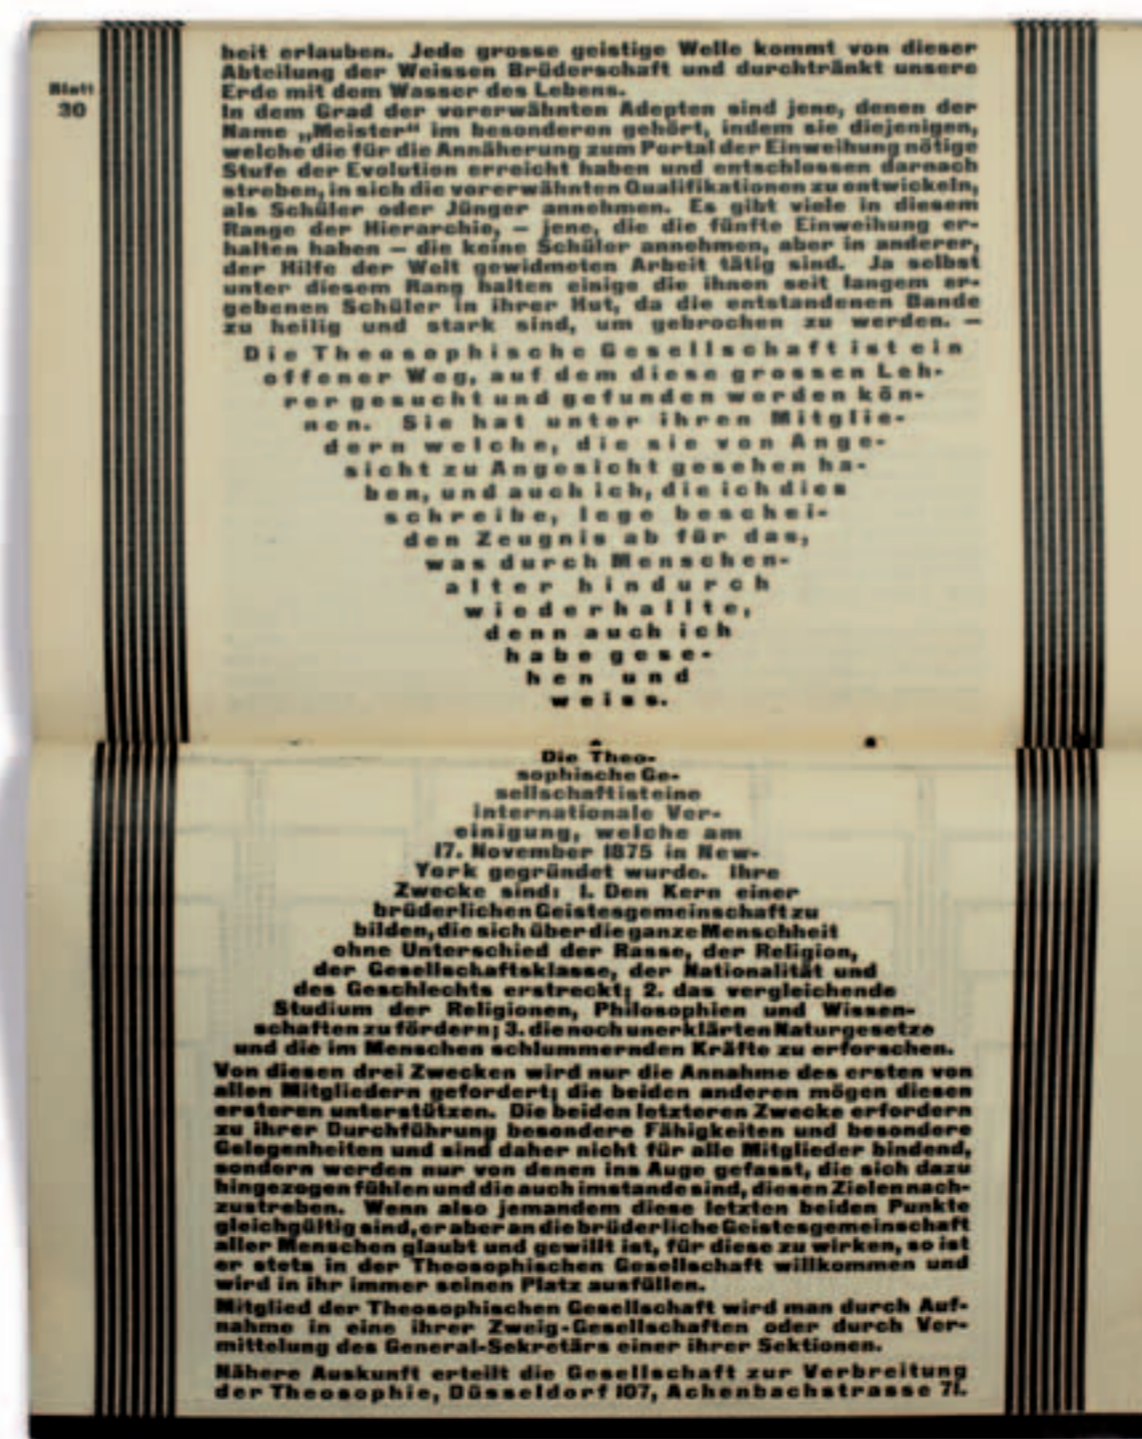 Blatt
30
heit erlauben. Jede grosse geistige Welle kommt von dieser
Abteilung der Weissen Brüderschaft und durchtränkt unsere
Erde mit dem Wasser des Lebens.
In dem Grad der vorerwähnten Adepten sind jene, denen der
Name „Meister“ im besonderen gehört, indem sie diejenigen,
welche die für die Annäherung zum Portal der Einweihung nötige
Stufe der Evolution erreicht haben und entschlossen darnach
streben, in sich die vorerwähnten Qualifikationen zu entwickeln,
als Schüler oder Jünger annehmen. Es gibt viele in diesem
Range der Hierarchie, — jene, die die fünfte Einweihung er-
halten haben — die keine Schüler annehmen, aber in anderer,
der Hilfe der Welt gewidmeten Arbeit tätig sind. Ja selbst
unter diesem Rang halten einige die ihnen seit langem er-
gebenen Schüler in ihrer Hut, da die entstandenen Bande
zu heilig und stark sind, um gebrochen zu werden. —
Die Theosophische Gesellschaft ist ein
offener Weg, auf dem diese grossen Leh-
rer gesucht und gefunden werden kön-
nen. Sie hat unter ihren Mitglie-
dern welche, die sie von Ange-
sicht zu Angesicht gesehen ha-
ben, und auch ich, die ich dies
schreibe, lege beschei-
den Zeugnis ab für das,
was durch Menschen-
alter hindurch
wiederhallte,
denn auch ich
habe gese-
hen und
weiss.
Die Theo-
sophische Ge-
sellschaft ist eine
internationale Ver-
einigung, welche am
17. November 1875 in New-
York gegründet wurde. Ihre
Zwecke sind: 1. Den Kern einer
brüderlichen Geistesgemeinschaft zu
bilden, die sich über die ganze Menschheit
ohne Unterschied der Rasse, der Religion,
der Gesellschaftsklasse, der Nationalität und
des Geschlechts erstreckt; 2. das vergleichende
Studium der Religionen, Philosophien und Wissen-
schaften zu fördern; 3. die noch unerklärten Naturgesetze
und die im Menschen schlummernden Kräfte zu erforschen.
Von diesen drei Zwecken wird nur die Annahme des ersten von
allen Mitgliedern gefordert; die beiden anderen mögen diesen
ersteren unterstützen. Die beiden letzteren Zwecke erfordern
zu ihrer Durchführung besondere Fähigkeiten und besondere
Gelegenheiten und sind daher nicht für alle Mitglieder bindend,
sondern werden nur von denen ins Auge gefasst, die sich dazu
hingezogen fühlen und die auch imstande sind, diesen Zielen nach-
zustreben. Wenn also jemandem diese letzten beiden Punkte
gleichgültig sind, er aber an die brüderliche Geistesgemeinschaft
aller Menschen glaubt und gewillt ist, für diese zu wirken, so ist
er stets in der Theosophischen Gesellschaft willkommen und
wird in ihr immer seinen Platz ausfüllen.
Mitglied der Theosophischen Gesellschaft wird man durch Auf-
nahme in eine ihrer Zweig-Gesellschaften oder durch Ver-
mittelung des General-Sekretärs einer ihrer Sektionen.
Nähere Auskunft erteilt die Gesellschaft zur Verbreitung
der Theosophie, Düsseldorf 107, Achenbachstrasse 71.